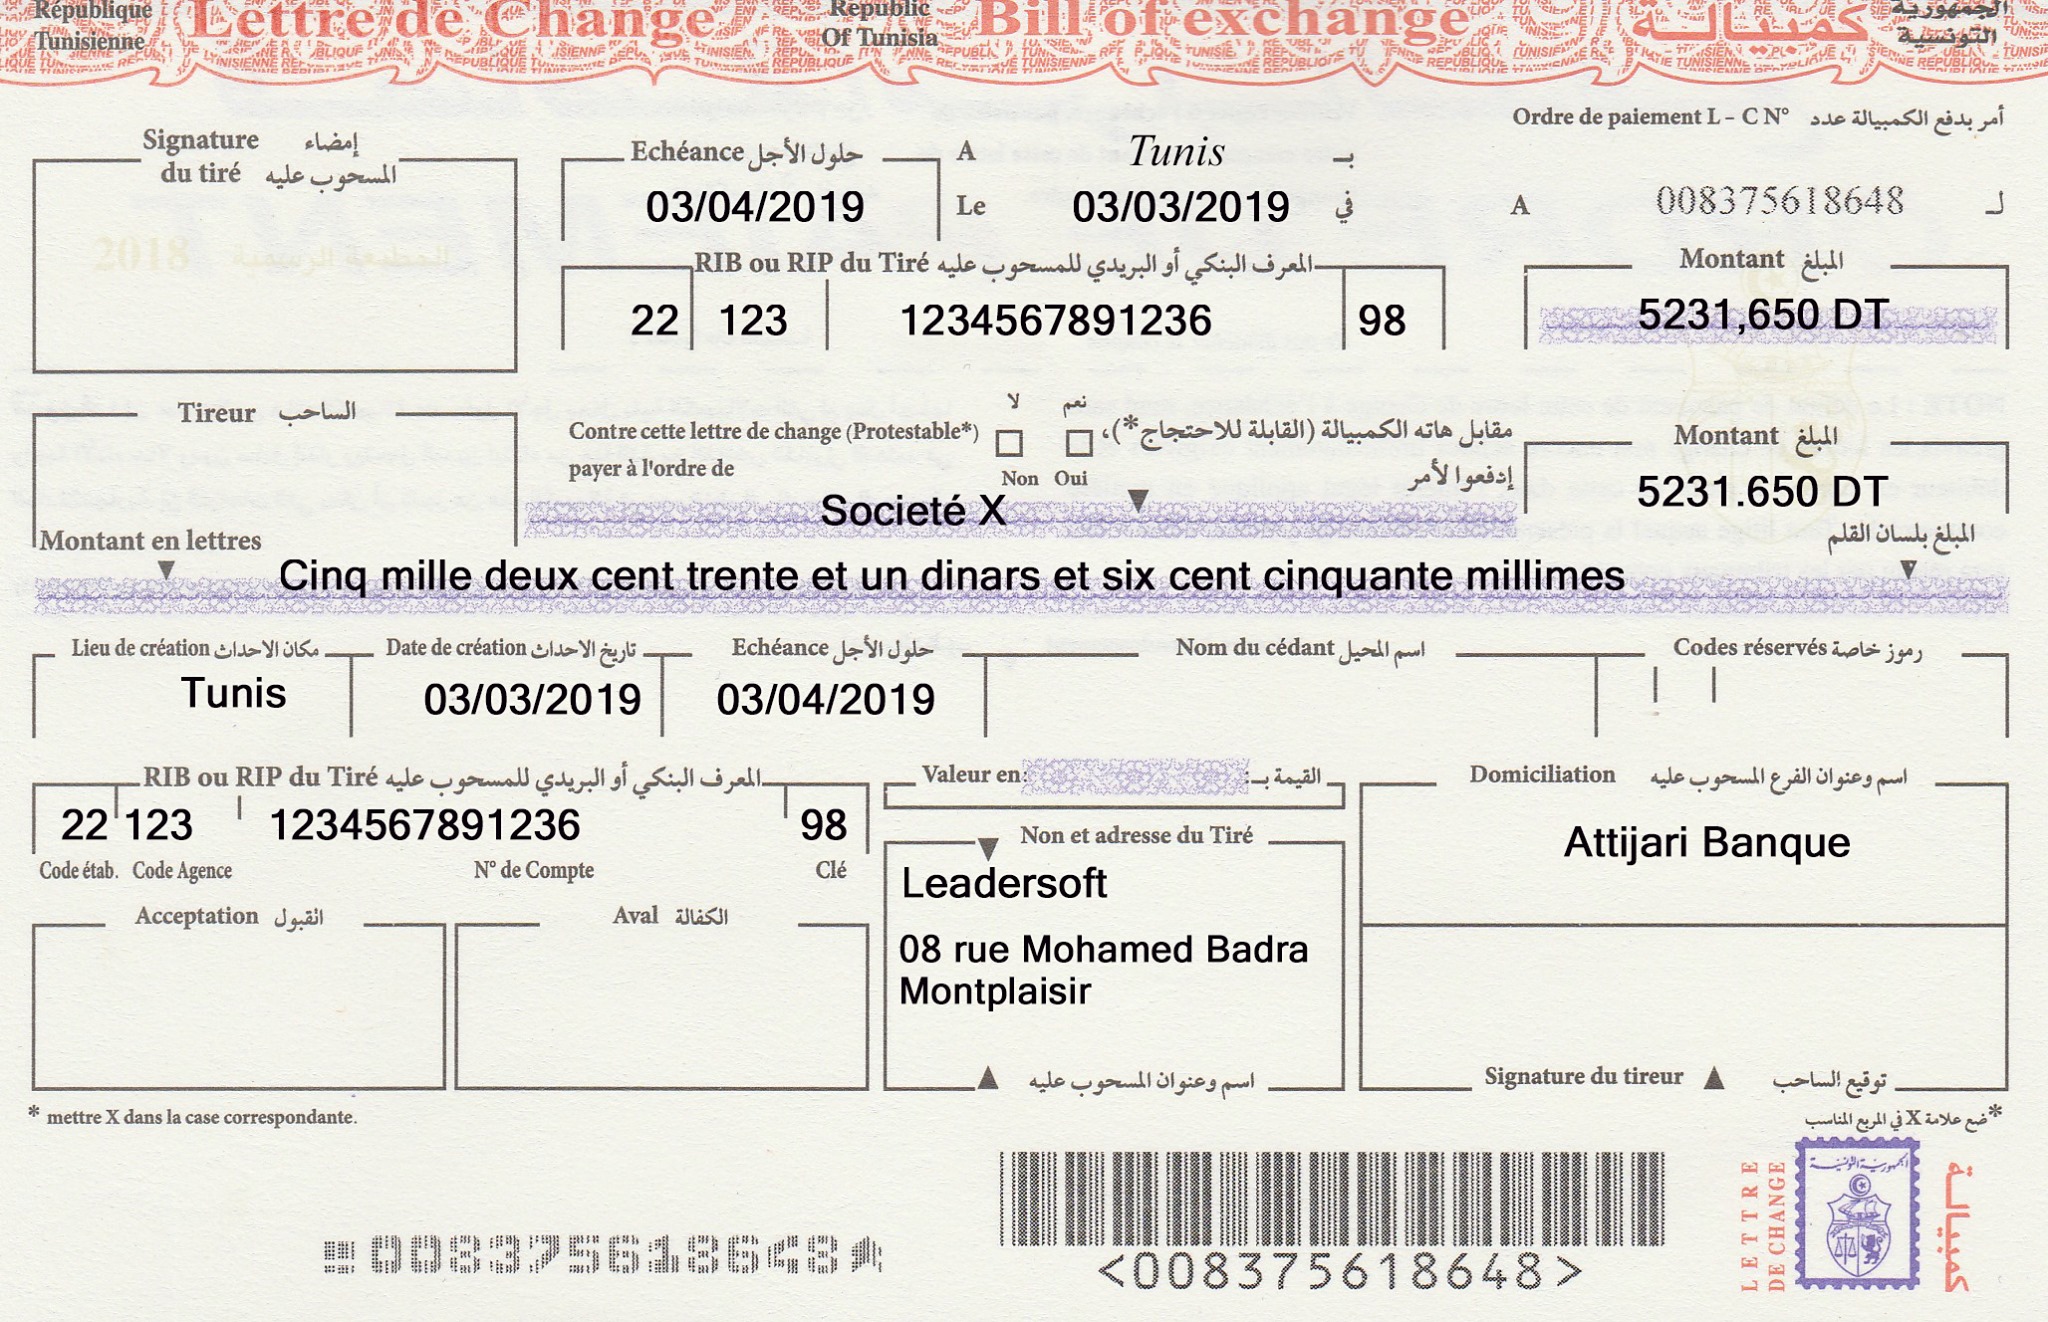 République
Tunisienne
Lettre de Change
Republic
Of Tunisia
Bill of exchange
كمبيالة
الجمهورية
التونسية
Ordre de paiement L - C N° أمر بدفع الكمبيالة عدد
Signature إمضاء
du tiré المسحوب عليه
Echéance حلول الأجل
A Tunis بـ
03/04/2019
Le 03/03/2019 في
A 008375618648 لـ
2018 المطبعة الرسمية
RIB ou RIP du Tiré المعرف البنكي أو البريدي للمسحوب عليه
Montant المبلغ
22 123 1234567891236 98
5231,650 DT
Tireur الساحب
Contre cette lettre de change (Protestable*)
لا نعم
مقابل هاته الكمبيالة (القابلة للاحتجاج*)،
payer à l'ordre de
Non Oui
إدفعوا لأمر
Montant المبلغ
5231.650 DT
Societé X
Montant en lettres
المبلغ بلسان القلم
Cinq mille deux cent trente et un dinars et six cent cinquante millimes
Lieu de création مكان الاحداث
Date de création تاريخ الاحداث
Echéance حلول الأجل
Nom du cédant اسم المحيل
Codes réservés رموز خاصة
Tunis
03/03/2019
03/04/2019
RIB ou RIP du Tiré المعرف البنكي أو البريدي للمسحوب عليه
Valeur en: القيمة بـ:
Domiciliation اسم وعنوان الفرع المسحوب عليه
22 123 1234567891236 98
Code étab. Code Agence N° de Compte Clé
Non et adresse du Tiré
Attijari Banque
Leadersoft
08 rue Mohamed Badra
Montplaisir
Acceptation القبول
Aval الكفالة
اسم وعنوان المسحوب عليه
Signature du tireur توقيع الساحب
* mettre X dans la case correspondante.
*ضع علامة X في المربع المناسب
008375618648A
<008375618648>
LETTRE
DE CHANGE
الجمهورية التونسية
كمبيالة